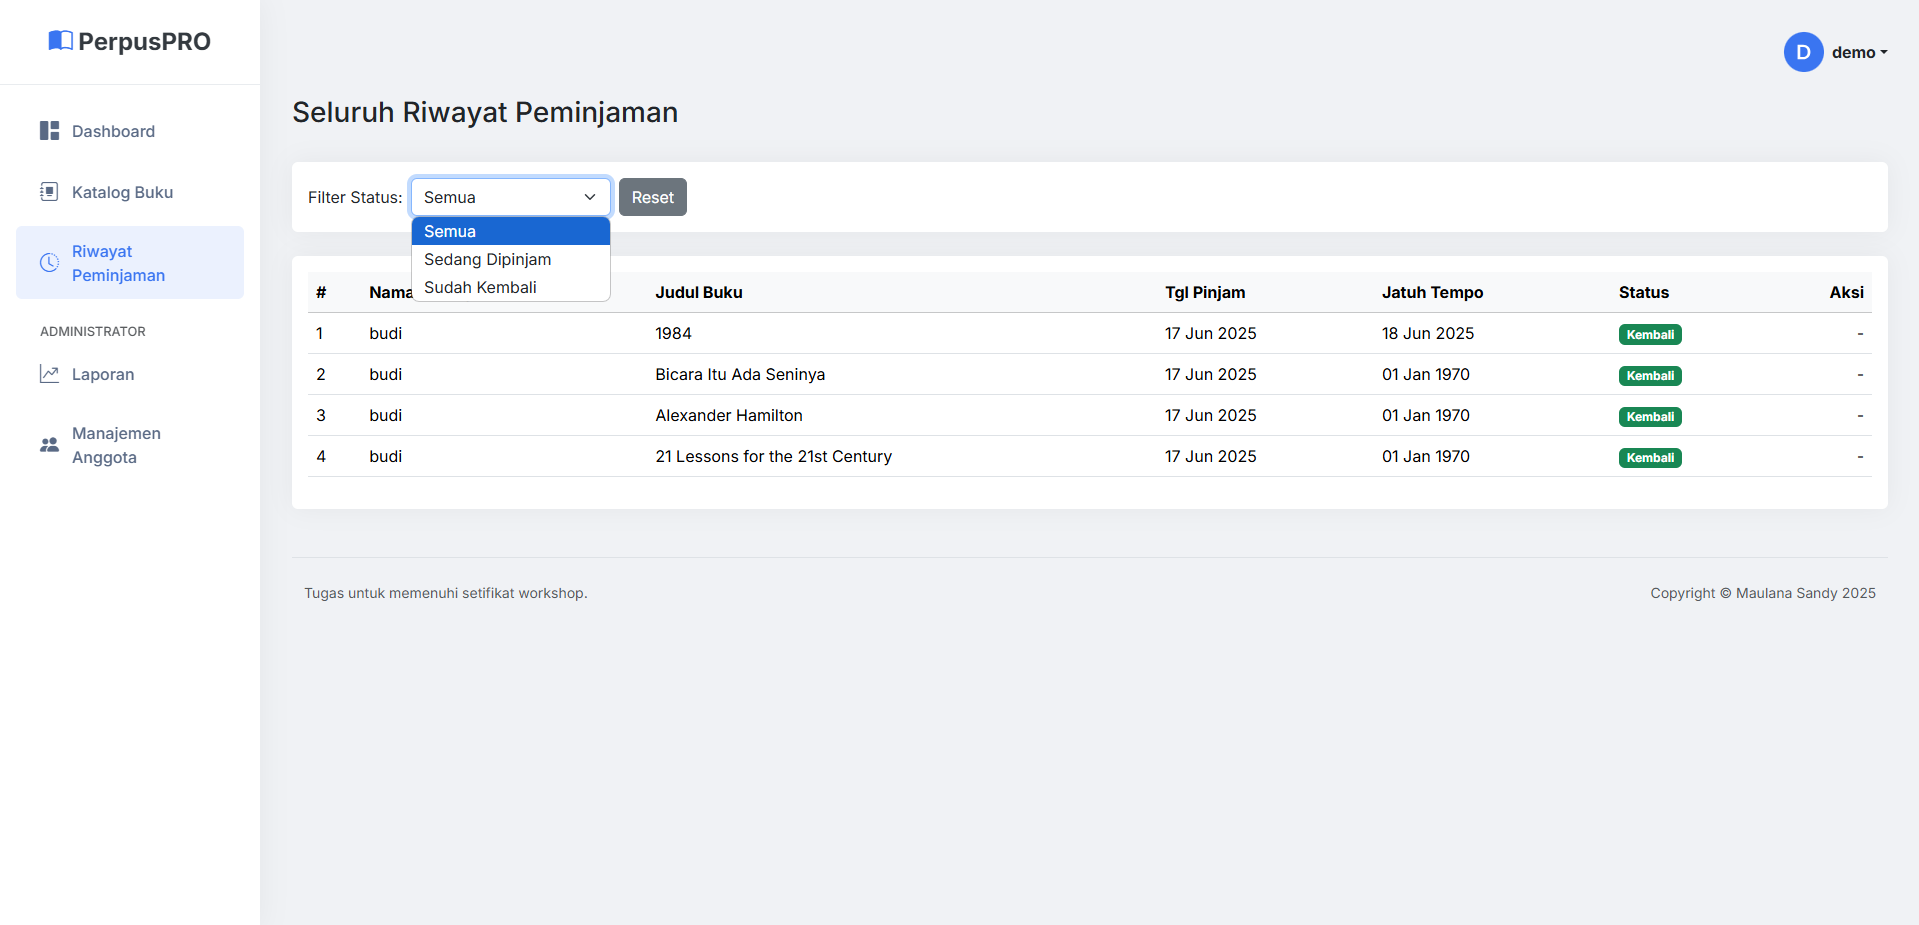 PerpusPRO
D demo
Dashboard
Katalog Buku
Riwayat
Peminjaman
ADMINISTRATOR
Laporan
Manajemen
Anggota
Seluruh Riwayat Peminjaman
Filter Status: Semua Reset
Semua
Sedang Dipinjam
Sudah Kembali
# Nama Judul Buku Tgl Pinjam Jatuh Tempo Status Aksi
1 budi 1984 17 Jun 2025 18 Jun 2025 Kembali -
2 budi Bicara Itu Ada Seninya 17 Jun 2025 01 Jan 1970 Kembali -
3 budi Alexander Hamilton 17 Jun 2025 01 Jan 1970 Kembali -
4 budi 21 Lessons for the 21st Century 17 Jun 2025 01 Jan 1970 Kembali -
Tugas untuk memenuhi setifikat workshop.
Copyright © Maulana Sandy 2025